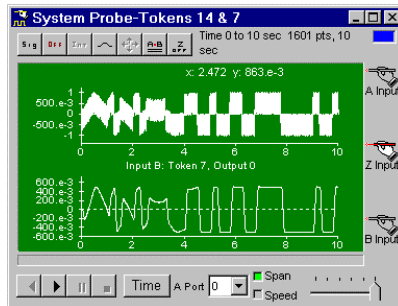 System Probe-Tokens 14 & 7
Sig Off Inv A·B Z OFF Time 0 to 10 sec 1601 pts, 10 sec
x: 2.472 y: 863.e-3
A Input
1
500.e-3
0
-500.e-3
-1
0 2 4 6 8 10
Input B: Token 7, Output 0
Z Input
600.e-3
400.e-3
200.e-3
0
-200.e-3
-400.e-3
-600.e-3
0 2 4 6 8 10
B Input
Time A Port 0 Span
Speed